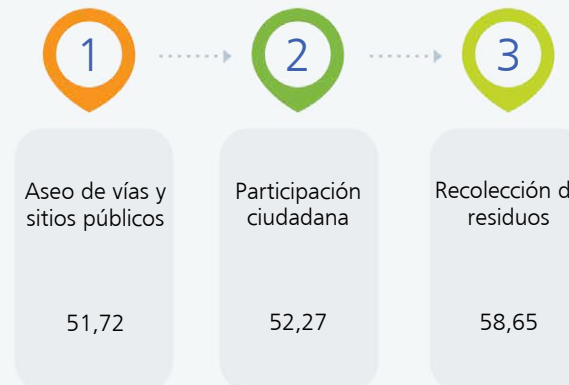 1
2
3
Aseo de vías y
sitios públicos
51,72
Participación
ciudadana
52,27
Recolección d
residuos
58,65